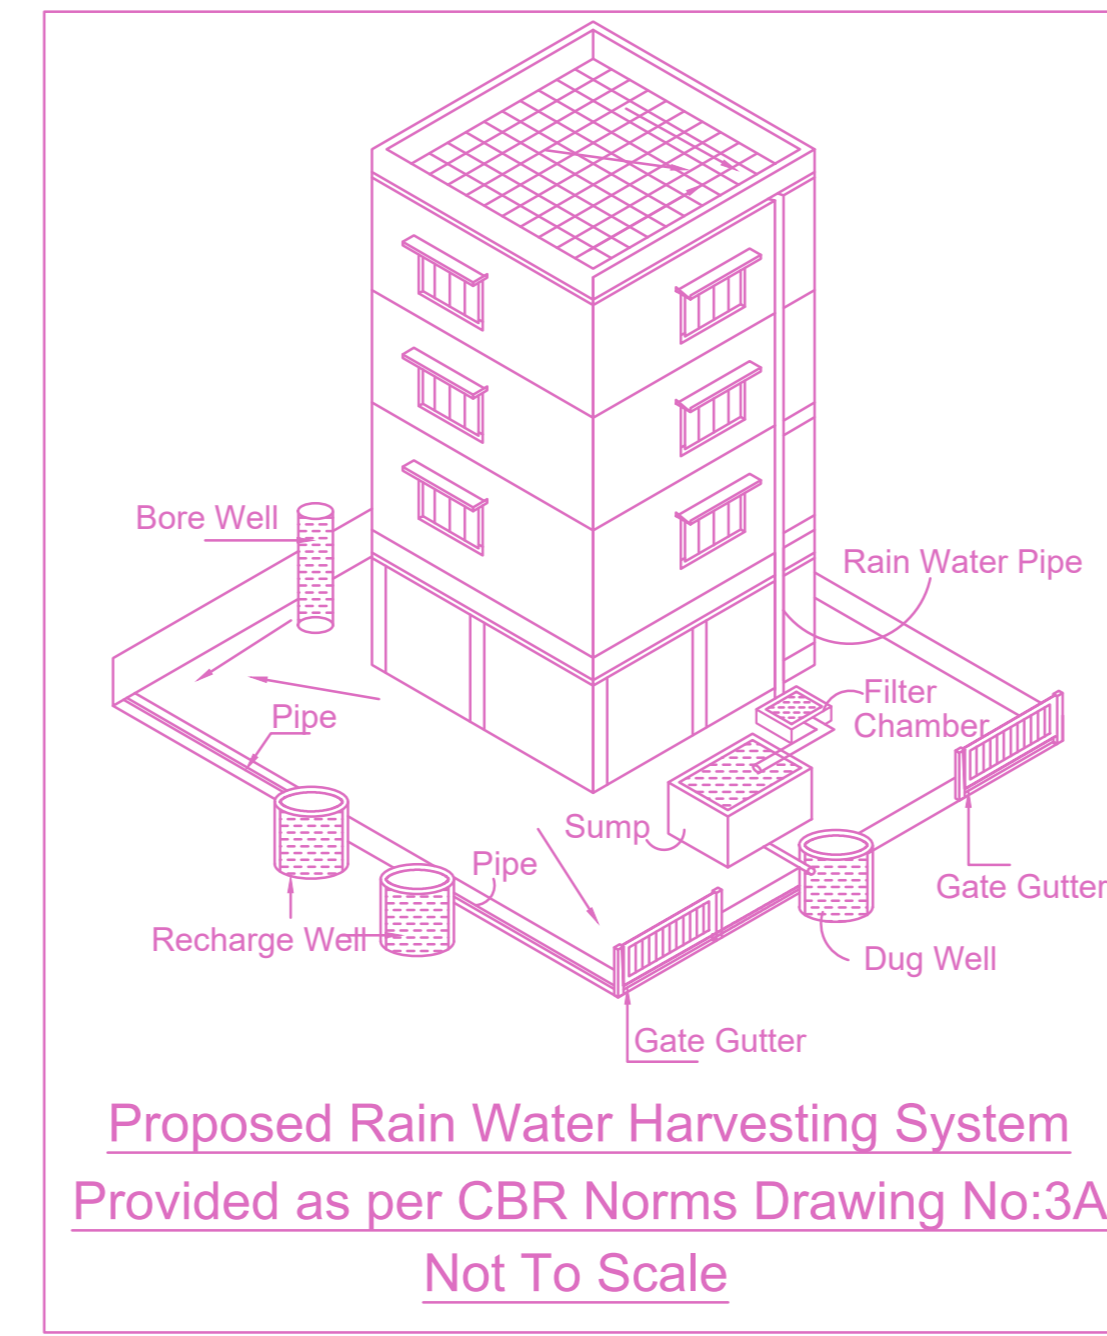 Bore Well
Rain Water Pipe
Filter
Chamber
Pipe
Sump
Pipe
Gate Gutter
Recharge Well
Dug Well
Gate Gutter
Proposed Rain Water Harvesting System
Provided as per CBR Norms Drawing No:3A
Not To Scale